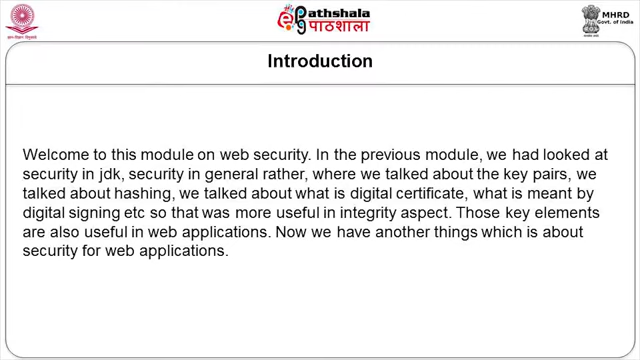 Pathshala
पाठशाला
MHRD
Govt. of India
Introduction
Welcome to this module on web security. In the previous module, we had looked at
security in jdk, security in general rather, where we talked about the key pairs, we
talked about hashing, we talked about what is digital certificate, what is meant by
digital signing etc so that was more useful in integrity aspect. Those key elements
are also useful in web applications. Now we have another things which is about
security for web applications.